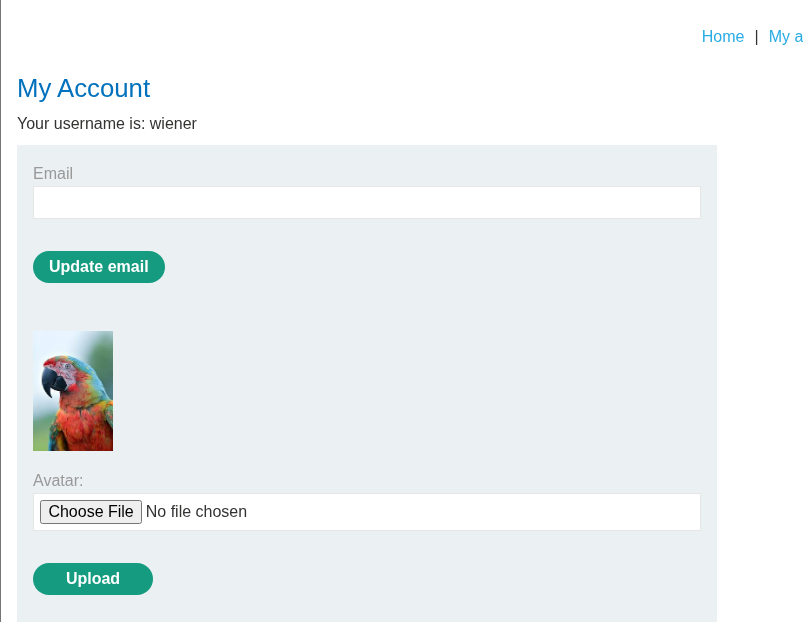 Home | My a
My Account
Your username is: wiener
Email
Update email
Avatar:
Choose File No file chosen
Upload